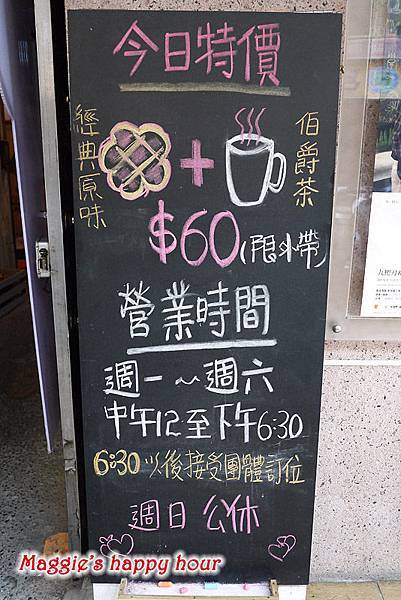 今日特價
經典原味
+
伯爵茶
$60(限外帶)
營業時間
週一~週六
中午12至下午6:30
6:30以後接受團體訂位
週日 公休
Maggie's happy hour